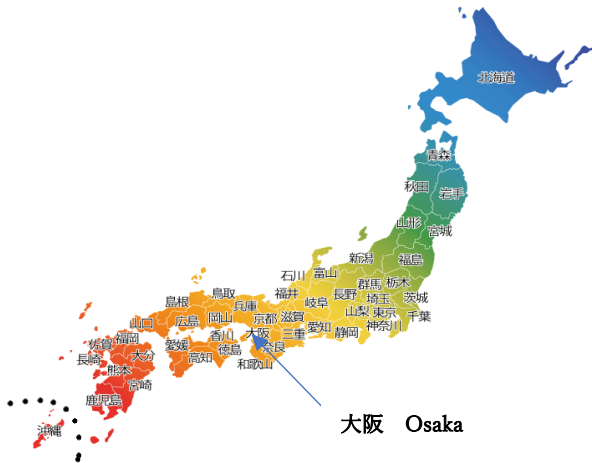 北海道
青森
秋田
岩手
山形
宮城
新潟
福島
石川
富山
群馬
栃木
福井
岐阜
長野
埼玉
茨城
鳥取
島根
兵庫
京都
滋賀
山梨
東京
千葉
山口
広島
岡山
愛知
静岡
神奈川
香川
大阪
三重
佐賀
福岡
愛媛
徳島
奈良
長崎
大分
高知
和歌山
熊本
宮崎
鹿児島
沖縄
大阪　Osaka